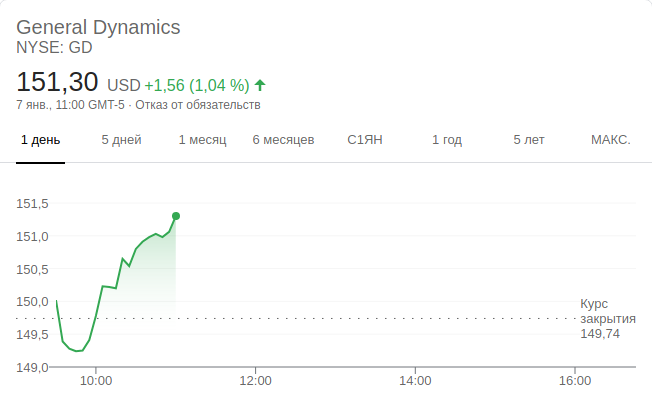 General Dynamics
NYSE: GD
151,30 USD +1,56 (1,04 %)
7 янв., 11:00 GMT-5 · Отказ от обязательств
1 день 5 дней 1 месяц 6 месяцев С1ЯН 1 год 5 лет МАКС.
151,5
151,0
150,5
150,0
149,5
149,0
Курс
закрытия
149,74
10:00 12:00 14:00 16:00